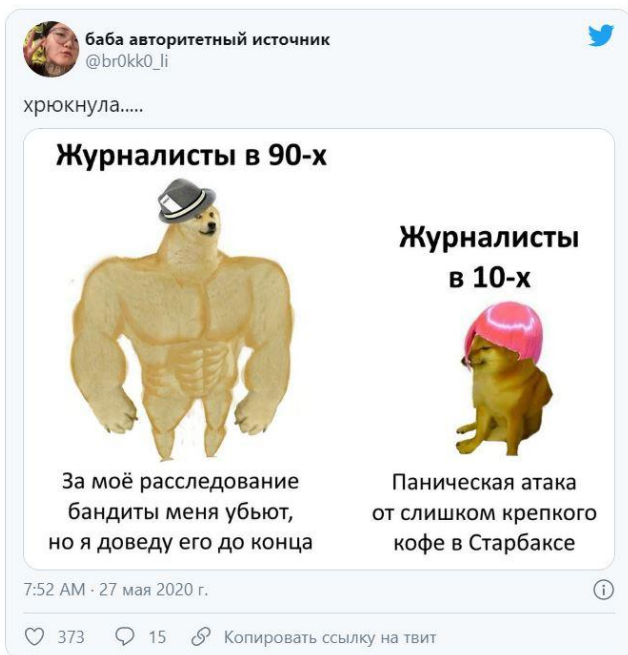 баба авторитетный источник
@br0kk0_li
хрюкнула.....
Журналисты в 90-х
За моё расследование
бандиты меня убьют,
но я доведу его до конца
Журналисты
в 10-х
Паническая атака
от слишком крепкого
кофе в Старбаксе
7:52 AM · 27 мая 2020 г.
373 15 Копировать ссылку на твит